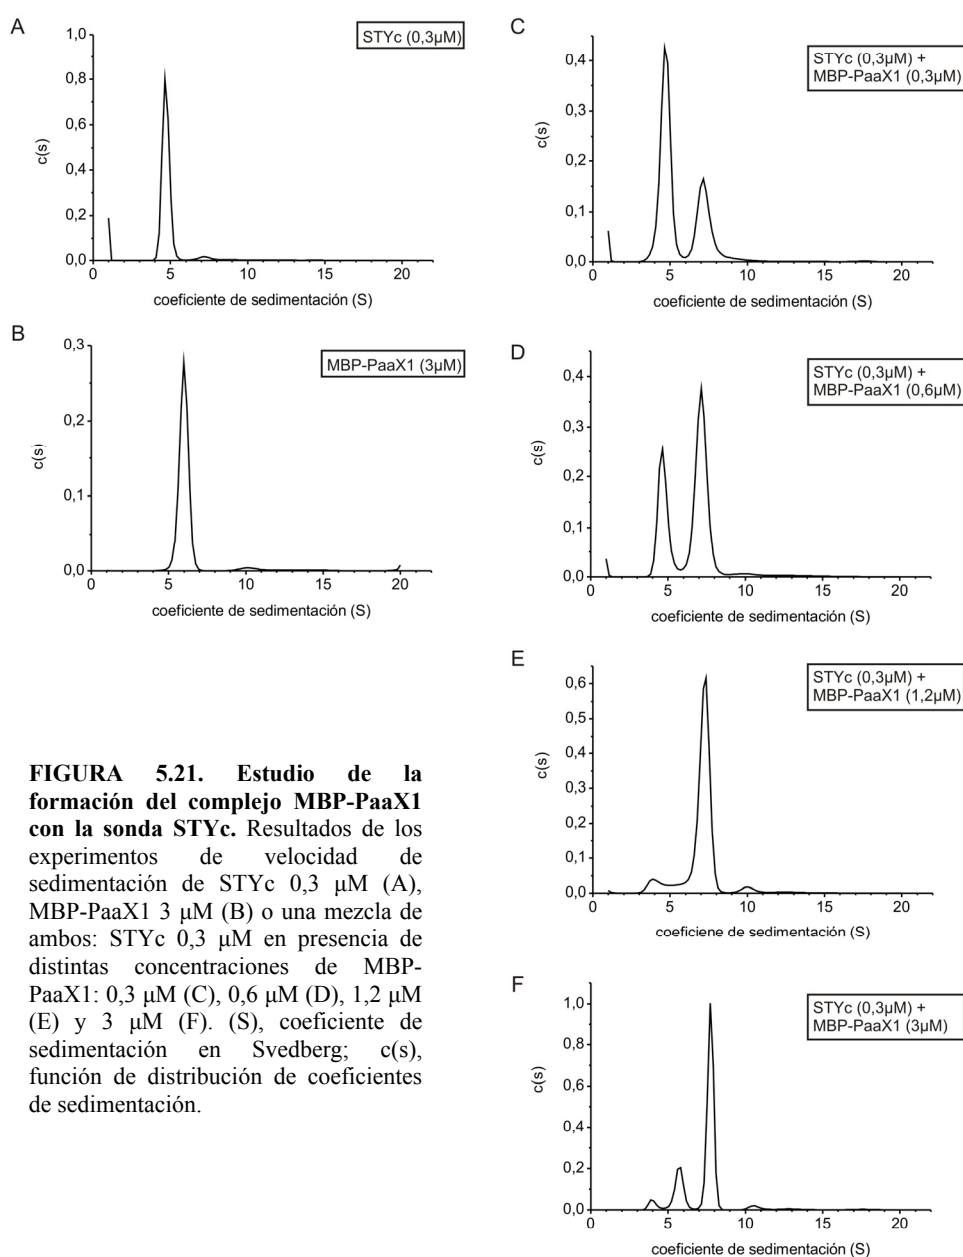 A
STYc (0,3µM)
1,0
0,8
0,6
0,4
0,2
0,0
c(s)
0 5 10 15 20
coeficiente de sedimentación (S)
B
MBP-PaaX1 (3µM)
0,3
0,2
0,1
0,0
c(s)
0 5 10 15 20
coeficiente de sedimentación (S)
C
STYc (0,3µM) +
MBP-PaaX1 (0,3µM)
0,4
0,3
0,2
0,1
0,0
c(s)
0 5 10 15 20
coeficiente de sedimentación (S)
D
STYc (0,3µM) +
MBP-PaaX1 (0,6µM)
0,4
0,3
0,2
0,1
0,0
c(s)
0 5 10 15 20
coeficiente de sedimentación (S)
E
STYc (0,3µM) +
MBP-PaaX1 (1,2µM)
0,6
0,5
0,4
0,3
0,2
0,1
0,0
c(s)
0 5 10 15 20
coeficiene de sedimentación (S)
F
STYc (0,3µM) +
MBP-PaaX1 (3µM)
1,0
0,8
0,6
0,4
0,2
0,0
c(s)
0 5 10 15 20
coeficiente de sedimentación (S)
FIGURA 5.21. Estudio de la
formación del complejo MBP-PaaX1
con la sonda STYc. Resultados de los
experimentos de velocidad de
sedimentación de STYc 0,3 μM (A),
MBP-PaaX1 3 μM (B) o una mezcla de
ambos: STYc 0,3 μM en presencia de
distintas concentraciones de MBP-
PaaX1: 0,3 μM (C), 0,6 μM (D), 1,2 μM
(E) y 3 μM (F). (S), coeficiente de
sedimentación en Svedberg; c(s),
función de distribución de coeficientes
de sedimentación.